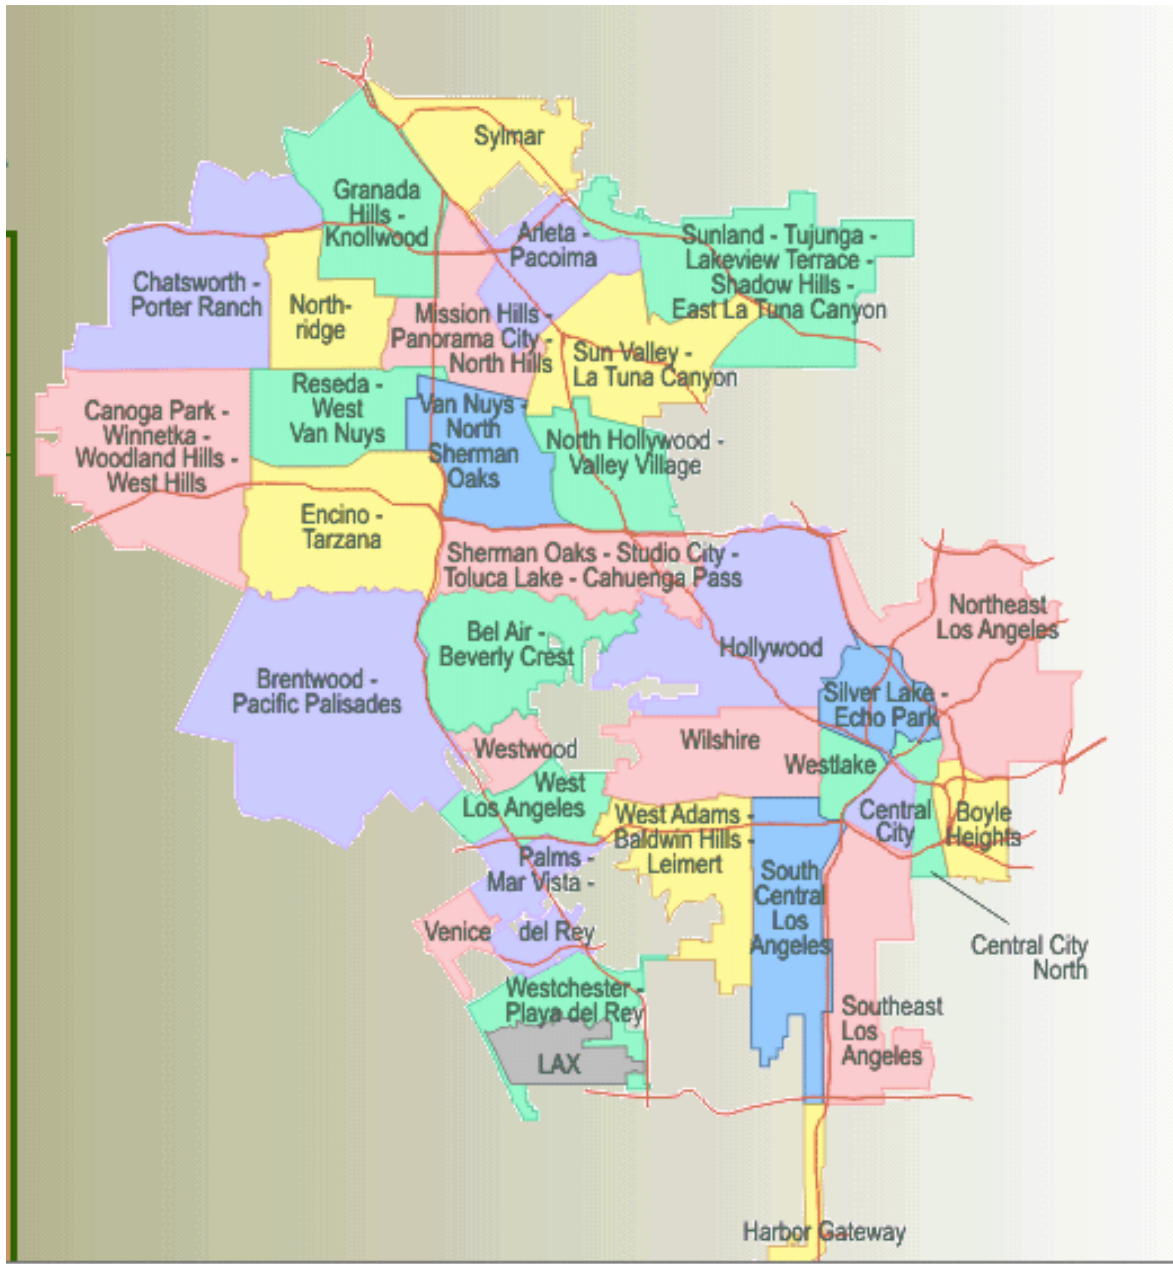 Sylmar
Granada
Hills -
Knollwood
Arleta -
Pacoima
Sunland - Tujunga -
Lakeview Terrace -
Shadow Hills -
East La Tuna Canyon
Chatsworth -
Porter Ranch
North-
ridge
Mission Hills -
Panorama City -
North Hills
Sun Valley -
La Tuna Canyon
Canoga Park -
Winnetka -
Woodland Hills -
West Hills
Reseda -
West
Van Nuys
Van Nuys -
North
Sherman
Oaks
North Hollywood -
Valley Village
Encino -
Tarzana
Sherman Oaks - Studio City -
Toluca Lake - Cahuenga Pass
Northeast
Los Angeles
Bel Air -
Beverly Crest
Hollywood
Brentwood -
Pacific Palisades
Silver Lake -
Echo Park
Westwood
Wilshire
Westlake
West
Los Angeles
West Adams -
Baldwin Hills -
Leimert
Central
City
Boyle
Heights
Palms -
Mar Vista -
del Rey
South
Central
Los
Angeles
Venice
Central City
North
Westchester -
Playa del Rey
Southeast
Los
Angeles
LAX
Harbor Gateway